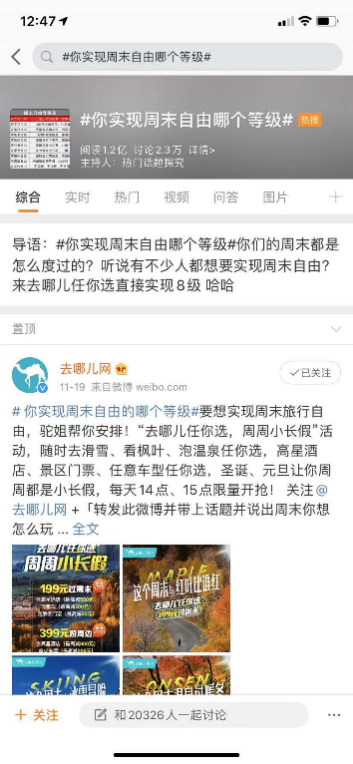 12:47
#你实现周末自由哪个等级#
#你实现周末自由哪个等级# 热搜
阅读1.2亿 讨论2.3万 详情>
主持人：热门话题探究
综合 实时 热门 视频 问答 图片
导语：#你实现周末自由哪个等级#你们的周末都是
怎么度过的？听说有不少人都想要实现周末自由？
来去哪儿任你选直接实现8级 哈哈
置顶
去哪儿网
11-19 来自微博 weibo.com
已关注
# 你实现周末自由的哪个等级#要想实现周末旅行自
由，驼姐帮你安排！“去哪儿任你选，周周小长假”活
动，随时去滑雪、看枫叶、泡温泉任你选，高星酒
店、景区门票、任意车型任你选，圣诞、元旦让你周
周都是小长假，每天14点、15点限量开抢！ 关注@
去哪儿网 +「转发此微博并带上话题并说出周末你想
怎么玩 ... 全文
去哪儿任你选
周周小长假
199元过周末
399元
MAPLE
这个周末，红叶比谁红
SKIING
ONSEN
+ 关注
和20326人一起讨论